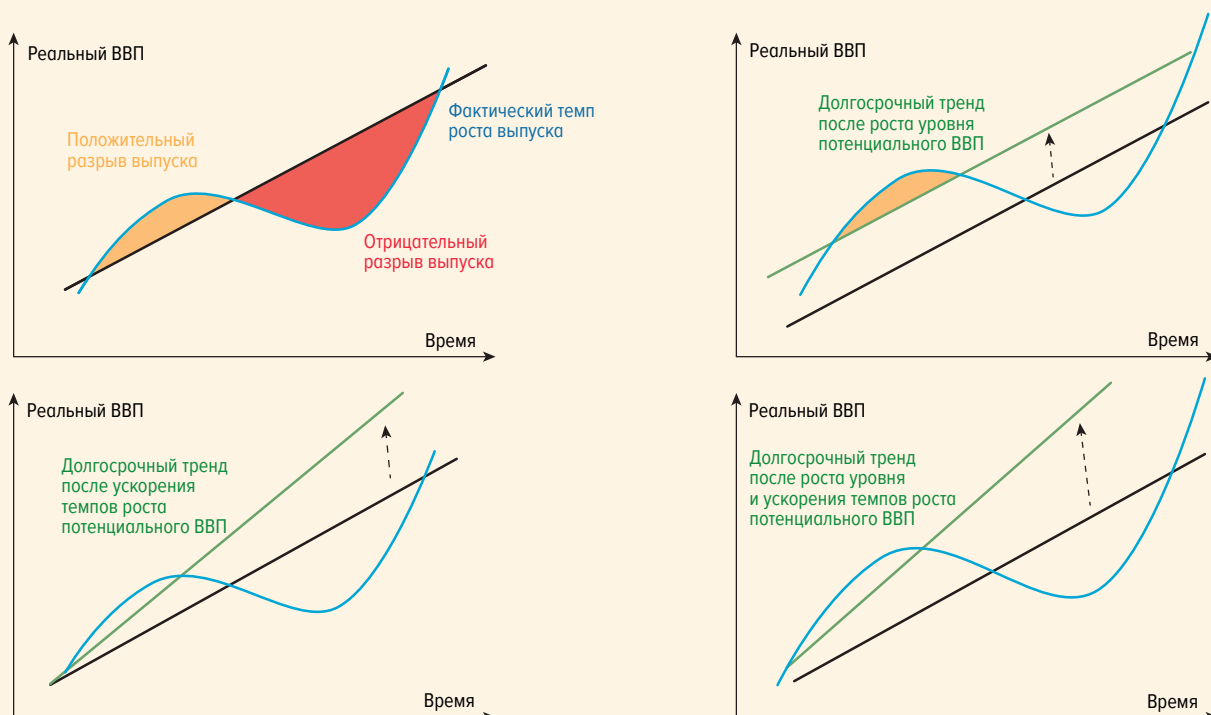 Реальный ВВП
Положительный
разрыв выпуска
Фактический темп
роста выпуска
Отрицательный
разрыв выпуска
Время
Реальный ВВП
Долгосрочный тренд
после роста уровня
потенциального ВВП
Время
Реальный ВВП
Долгосрочный тренд
после ускорения
темпов роста
потенциального ВВП
Время
Реальный ВВП
Долгосрочный тренд
после роста уровня
и ускорения темпов роста
потенциального ВВП
Время